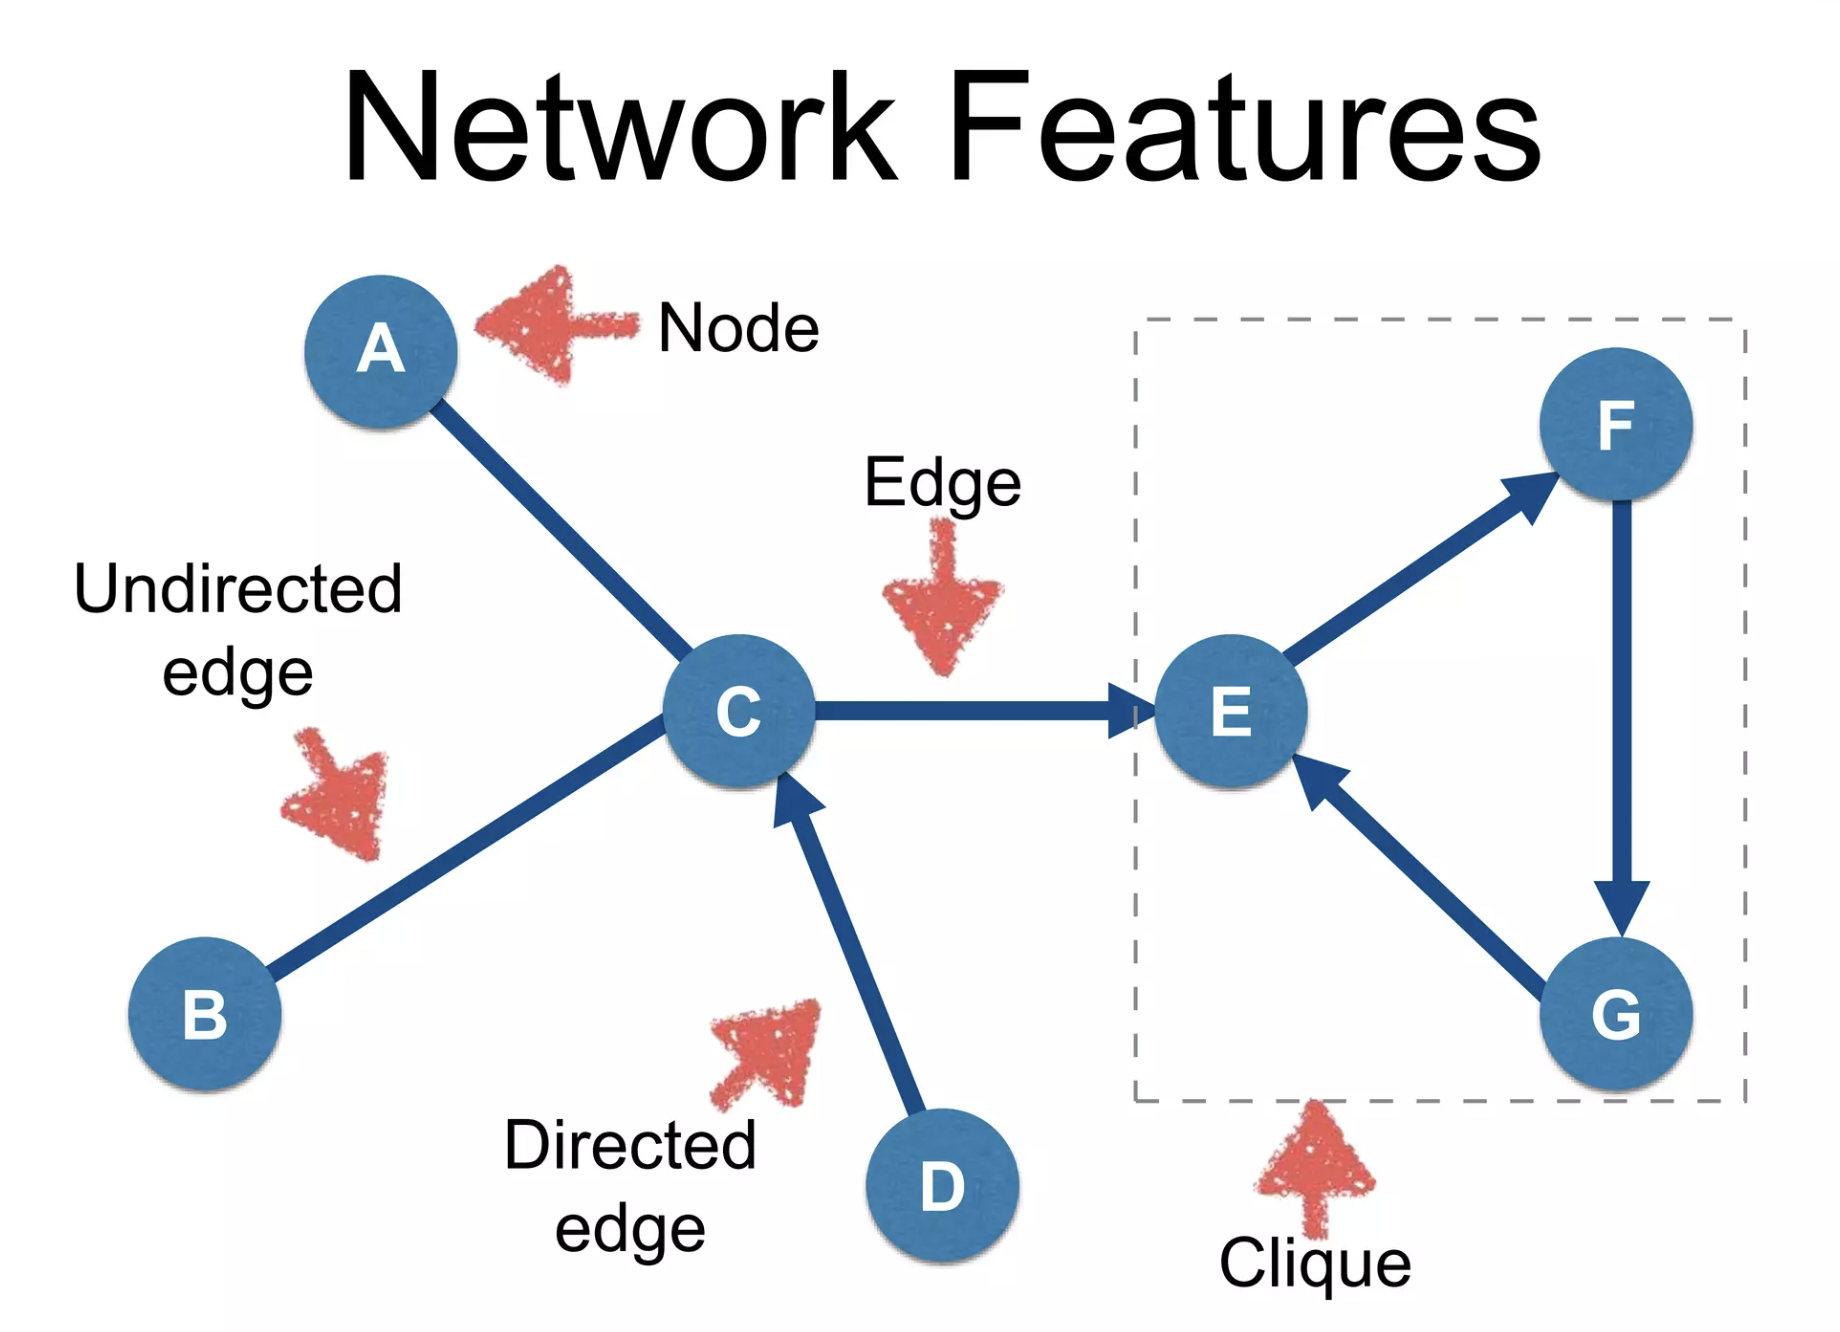 Network Features
A
Node
F
Edge
Undirected
edge
C
E
B
G
Directed
edge
D
Clique